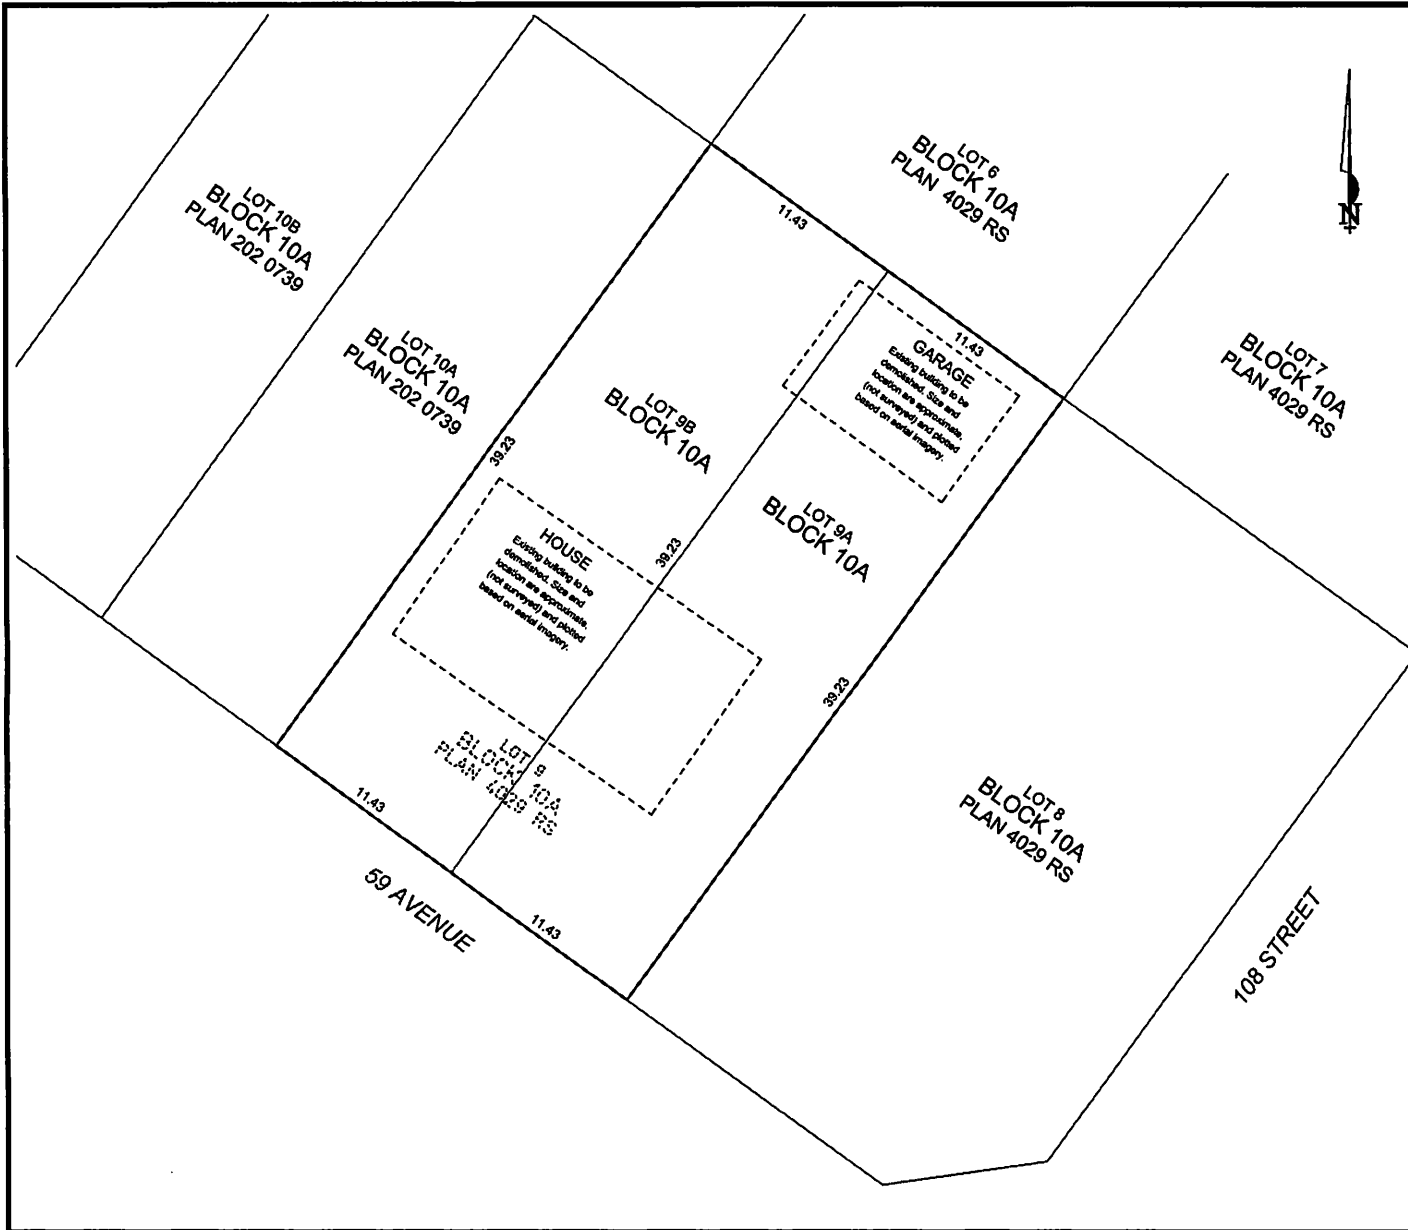 LOT 6
BLOCK 10A
PLAN 4029 RS
N
LOT 10B
BLOCK 10A
PLAN 202 0739
11.43
LOT 10A
BLOCK 10A
PLAN 202 0739
11.43
GARAGE
Existing building to be
demolished. Size and
location are approximate,
(not surveyed) and plotted
based on aerial imagery.
LOT 7
BLOCK 10A
PLAN 4029 RS
LOT 9B
BLOCK 10A
39.23
LOT 9A
BLOCK 10A
39.23
HOUSE
Existing building to be
demolished. Size and
location are approximate,
(not surveyed) and plotted
based on aerial imagery.
39.23
LOT 9
BLOCK 10A
PLAN 4029 RS
LOT 8
BLOCK 10A
PLAN 4029 RS
11.43
59 AVENUE
11.43
108 STREET